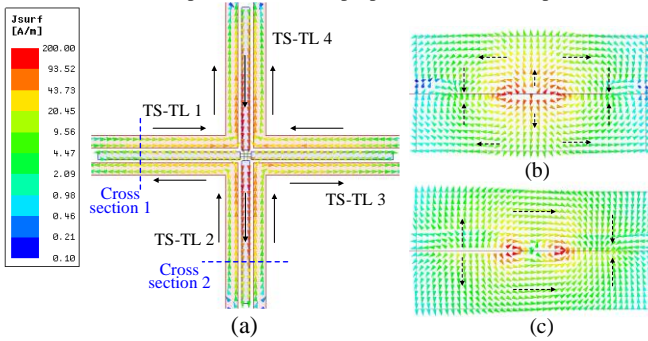 Jsurf
[A/m]
200.00
93.52
43.73
20.45
9.56
4.47
2.09
0.98
0.46
0.21
0.10
TS-TL 4
TS-TL 1
Cross
section 1
TS-TL 3
TS-TL 2
Cross
section 2
(a)
(b)
(c)